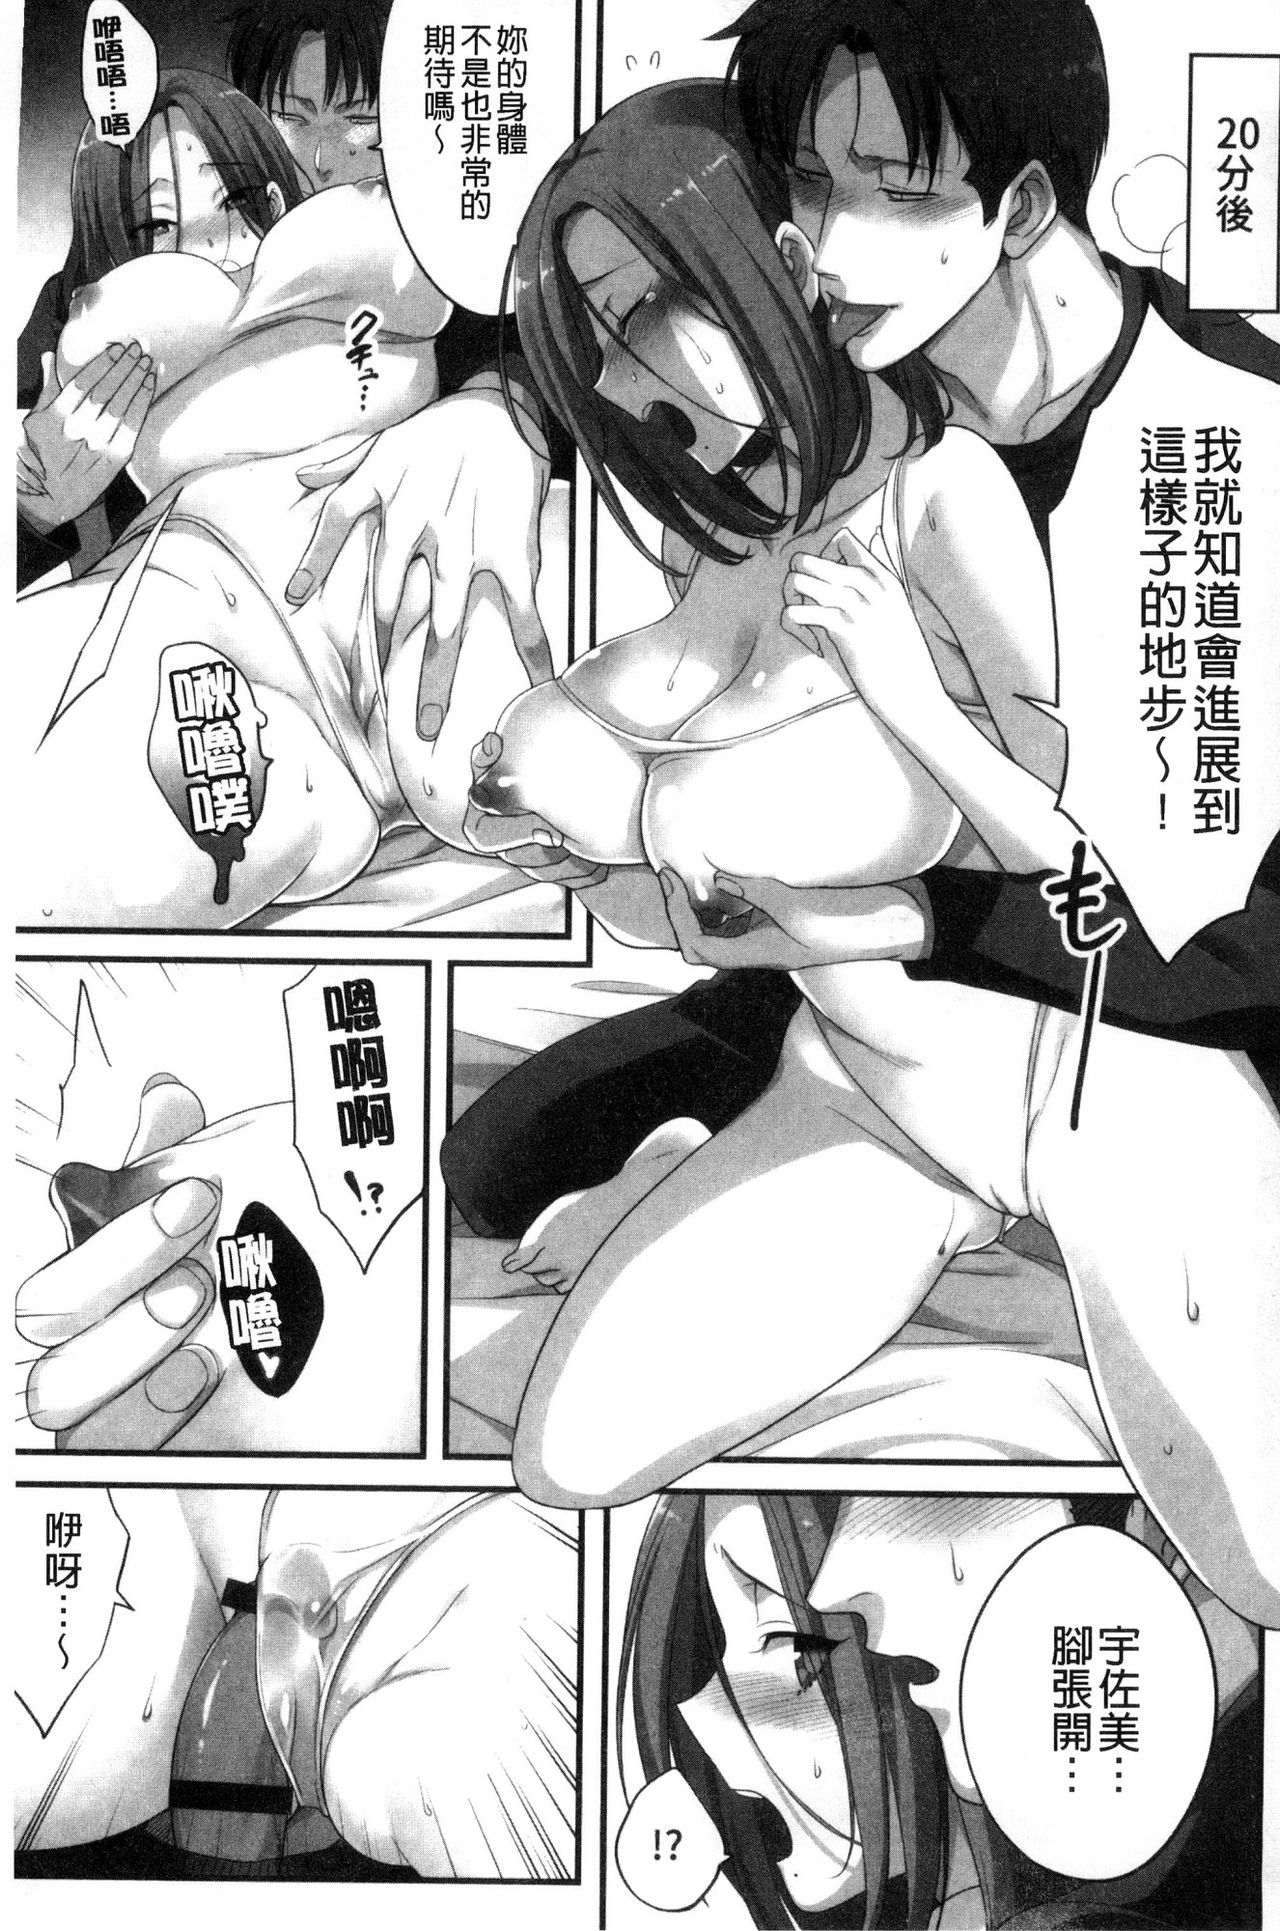 20分後
我就知道會進展到
這樣子的地步～！
もー
妳的身體
不是也非常的
期待嗎～
咿唔唔…唔
クチュ…
啾嚕噗
嗯啊啊!?
啾嚕♥
宇佐美…
腳張開…
!?
咿呀…～